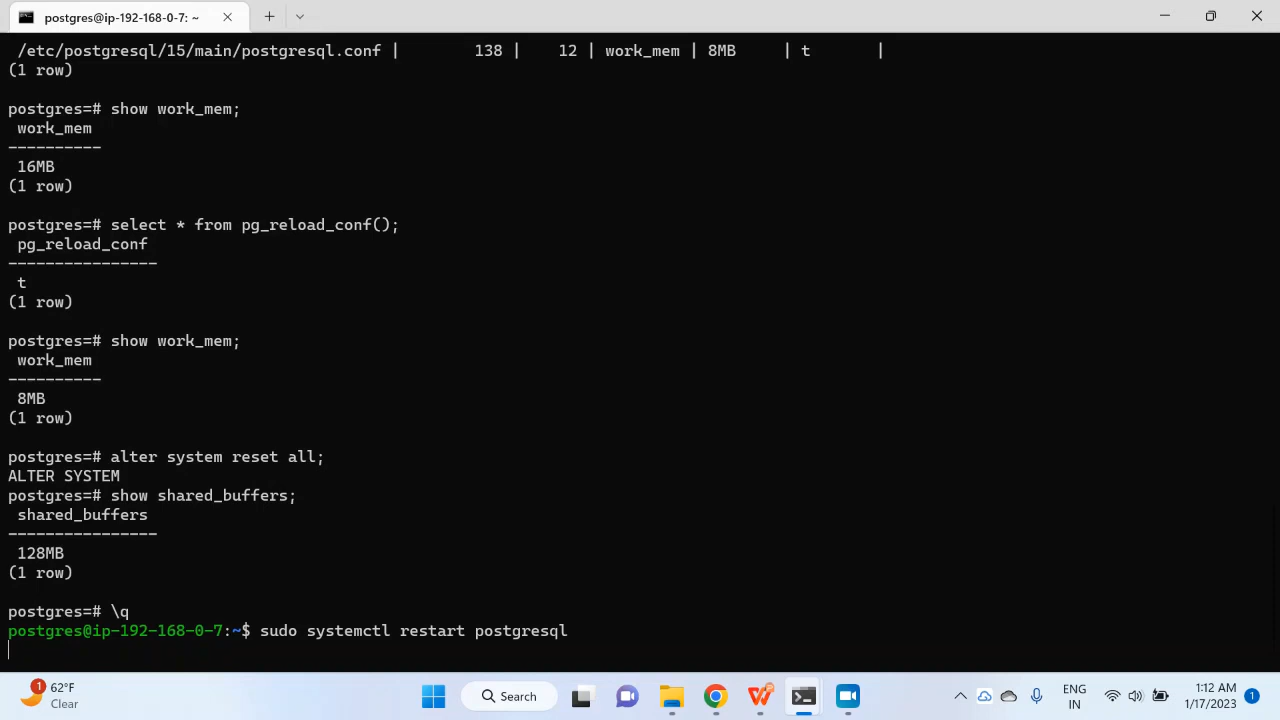 postgres@ip-192-168-0-7: ~
/etc/postgresql/15/main/postgresql.conf |        138 |    12 | work_mem | 8MB     | t       |
(1 row)
postgres=# show work_mem;
work_mem
----------
16MB
(1 row)
postgres=# select * from pg_reload_conf();
pg_reload_conf
----------------
t
(1 row)
postgres=# show work_mem;
work_mem
----------
8MB
(1 row)
postgres=# alter system reset all;
ALTER SYSTEM
postgres=# show shared_buffers;
shared_buffers
----------------
128MB
(1 row)
postgres=# \q
postgres@ip-192-168-0-7:~$ sudo systemctl restart postgresql
1
62°F
Clear
Search
ENG
IN
1:12 AM
1/17/2023
1